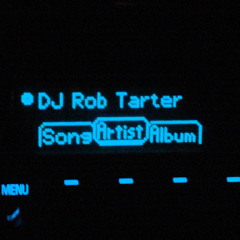 DJ Rob Tarter
Song Artist Album
MENU